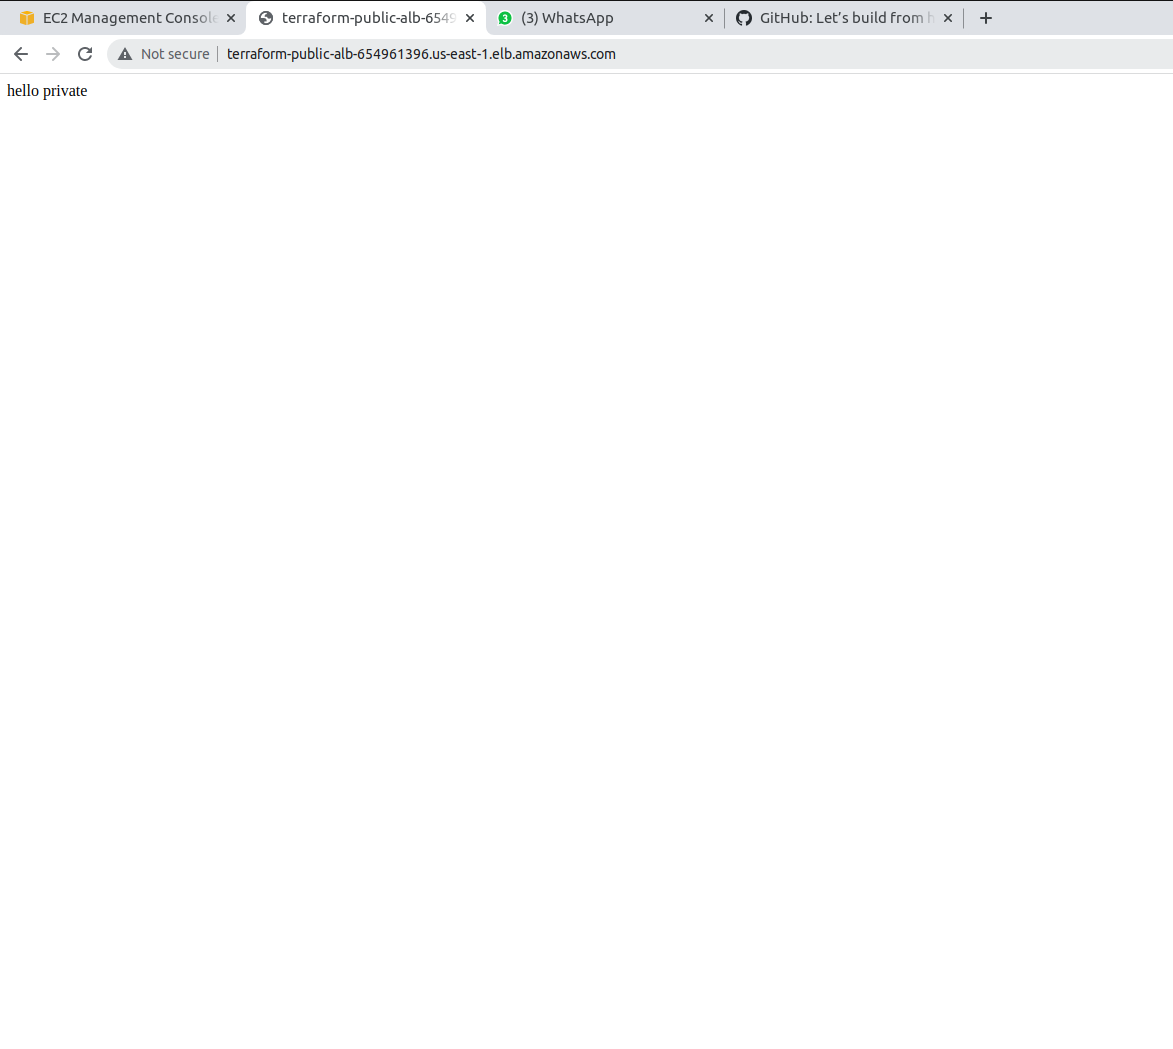 EC2 Management Console
terraform-public-alb-6549
3 (3) WhatsApp
GitHub: Let's build from h
Not secure terraform-public-alb-654961396.us-east-1.elb.amazonaws.com
hello private